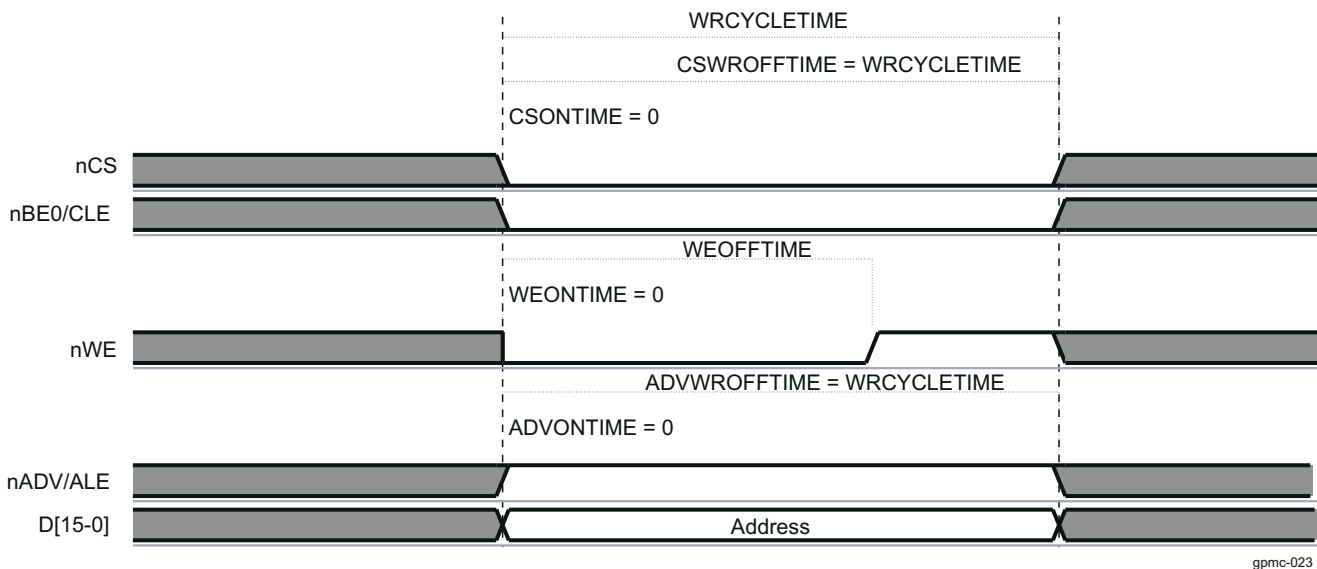 WRCYCLETIME
CSWROFFTIME = WRCYCLETIME
CSONTIME = 0
nCS
nBE0/CLE
WEOFFTIME
WEONTIME = 0
nWE
ADVWROFFTIME = WRCYCLETIME
ADVONTIME = 0
nADV/ALE
D[15-0]
Address
gpmc-023